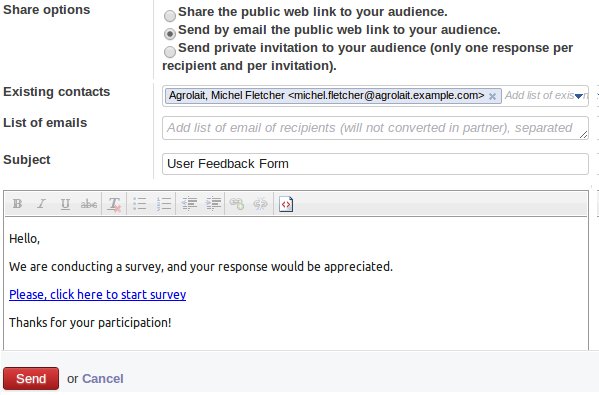 Share options
Share the public web link to your audience.
Send by email the public web link to your audience.
Send private invitation to your audience (only one response per
recipient and per invitation).
Existing contacts
Agrolait, Michel Fletcher <michel.fletcher@agrolait.example.com> × Add list of exis
List of emails
Add list of email of recipients (will not converted in partner), separated
Subject
User Feedback Form
B I U abc Tx
Hello,
We are conducting a survey, and your response would be appreciated.
Please, click here to start survey
Thanks for your participation!
Send or Cancel